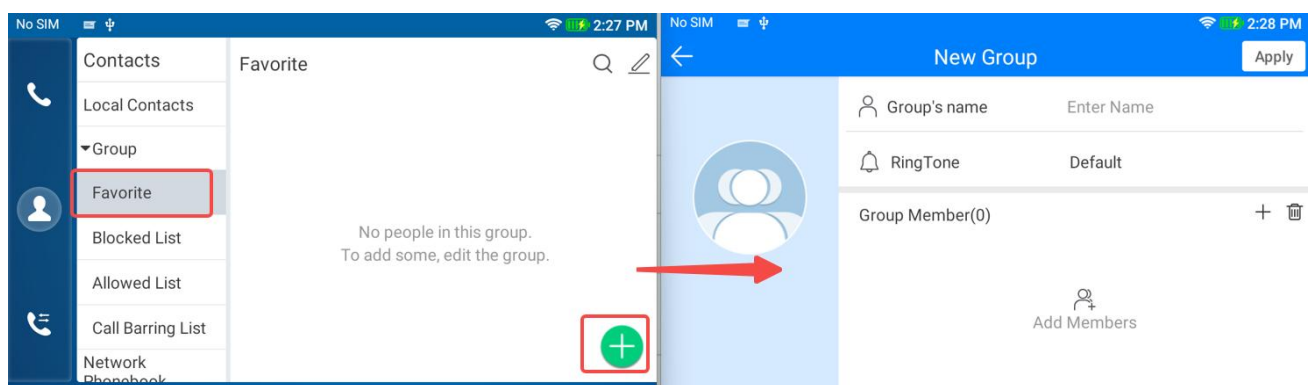 No SIM
2:27 PM
Contacts
Favorite
Local Contacts
Group
Favorite
Blocked List
Allowed List
Call Barring List
Network
Phonebook
No people in this group.
To add some, edit the group.
No SIM
2:28 PM
New Group
Apply
Group's name
Enter Name
RingTone
Default
Group Member(0)
Add Members